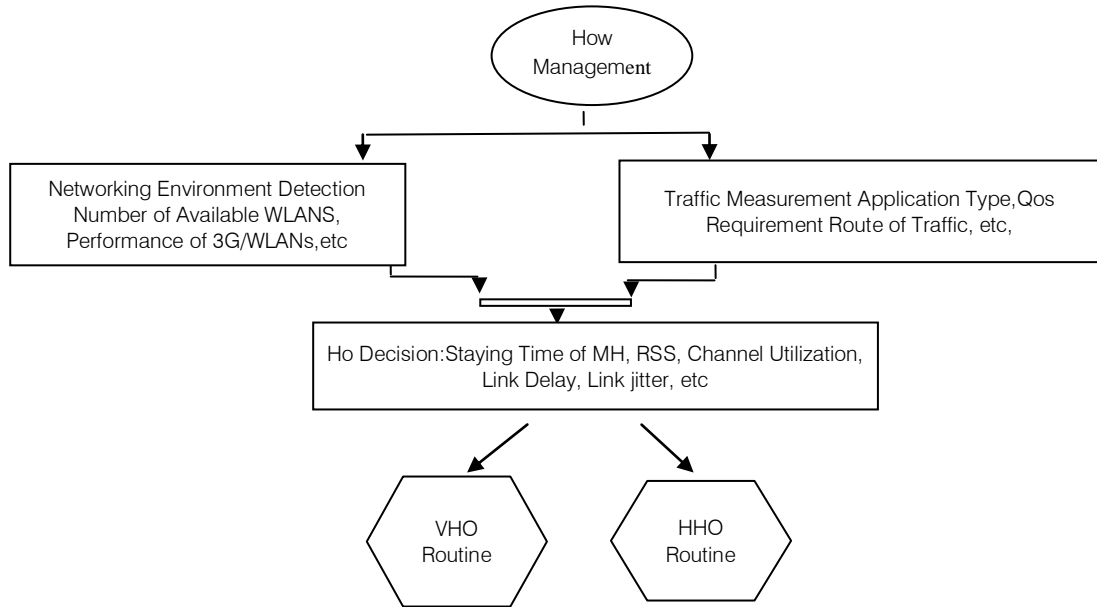 How
Management
Networking Environment Detection
Number of Available WLANS,
Performance of 3G/WLANs,etc
Traffic Measurement Application Type,Qos
Requirement Route of Traffic, etc,
Ho Decision:Staying Time of MH, RSS, Channel Utilization,
Link Delay, Link jitter, etc
VHO
Routine
HHO
Routine